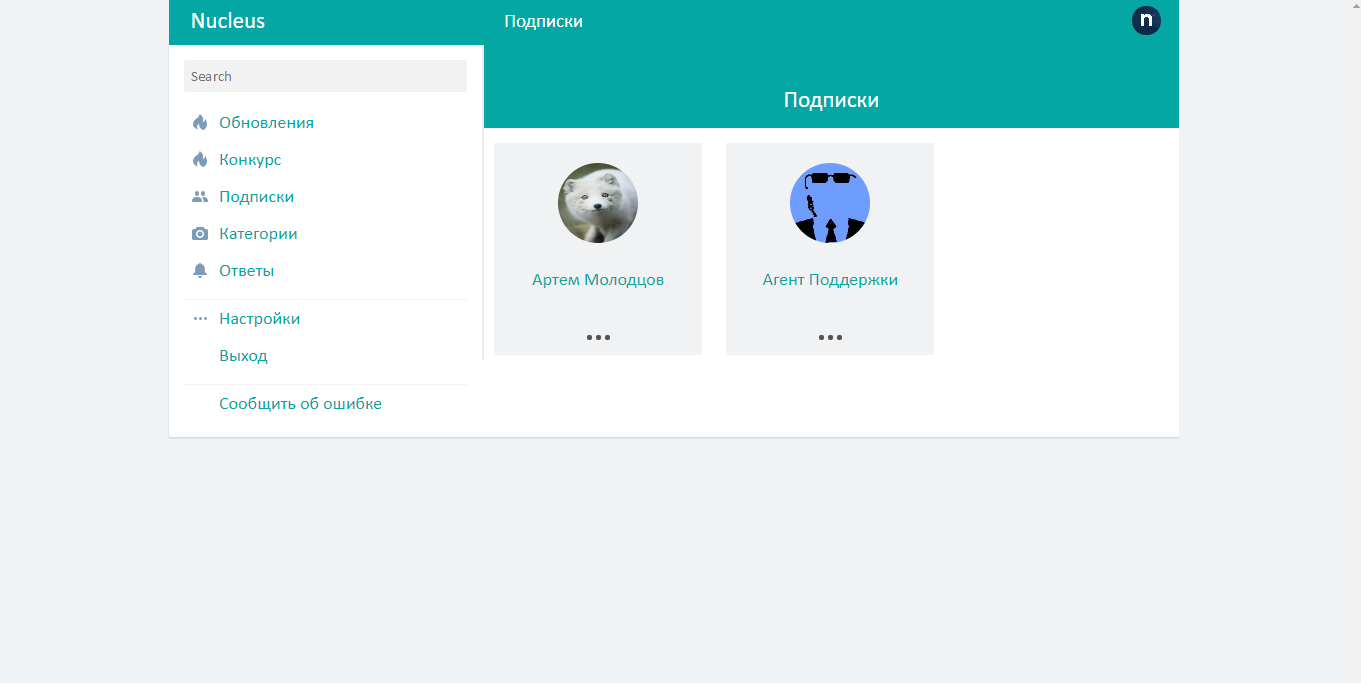 Nucleus
Подписки
n
Search
Обновления
Конкурс
Подписки
Категории
Ответы
Настройки
Выход
Сообщить об ошибке
Подписки
Артем Молодцов
Агент Поддержки